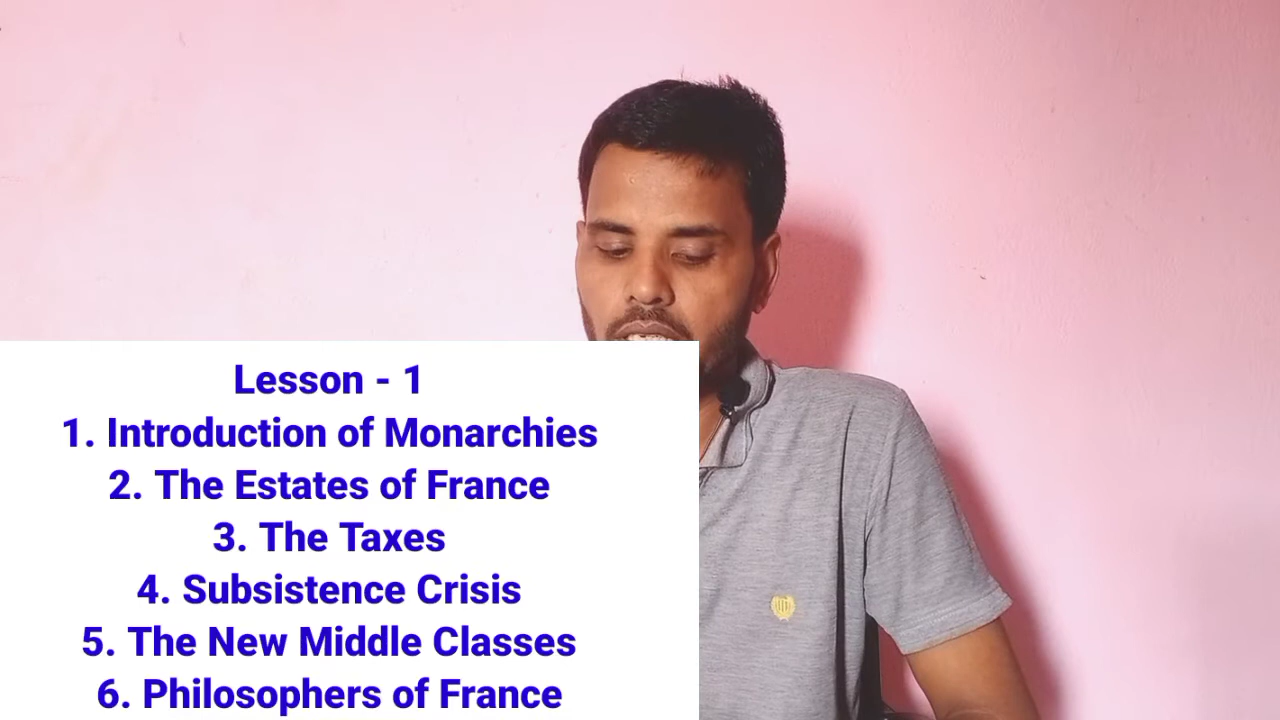 Lesson - 1
1. Introduction of Monarchies
2. The Estates of France
3. The Taxes
4. Subsistence Crisis
5. The New Middle Classes
6. Philosophers of France